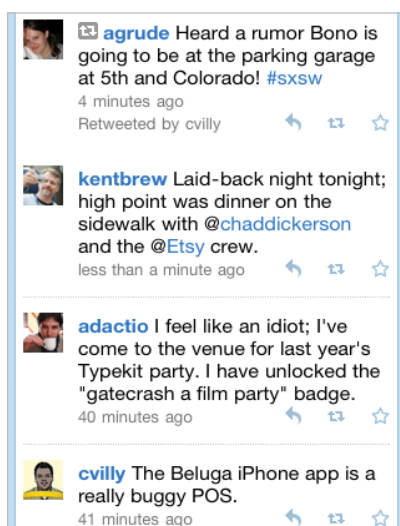 agrude Heard a rumor Bono is
going to be at the parking garage
at 5th and Colorado! #sxsw
4 minutes ago
Retweeted by cvilly
kentbrew Laid-back night tonight;
high point was dinner on the
sidewalk with @chaddickerson
and the @Etsy crew.
less than a minute ago
adactio I feel like an idiot; I've
come to the venue for last year's
Typekit party. I have unlocked the
"gatecrash a film party" badge.
40 minutes ago
cvilly The Beluga iPhone app is a
really buggy POS.
41 minutes ago